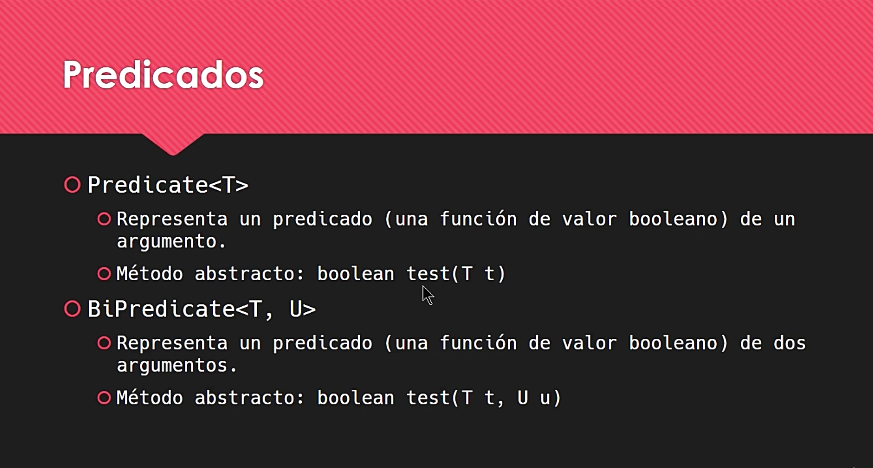 Predicados
Predicate<T>
Representa un predicado (una función de valor booleano) de un
argumento.
Método abstracto: boolean test(T t)
BiPredicate<T, U>
Representa un predicado (una función de valor booleano) de dos
argumentos.
Método abstracto: boolean test(T t, U u)